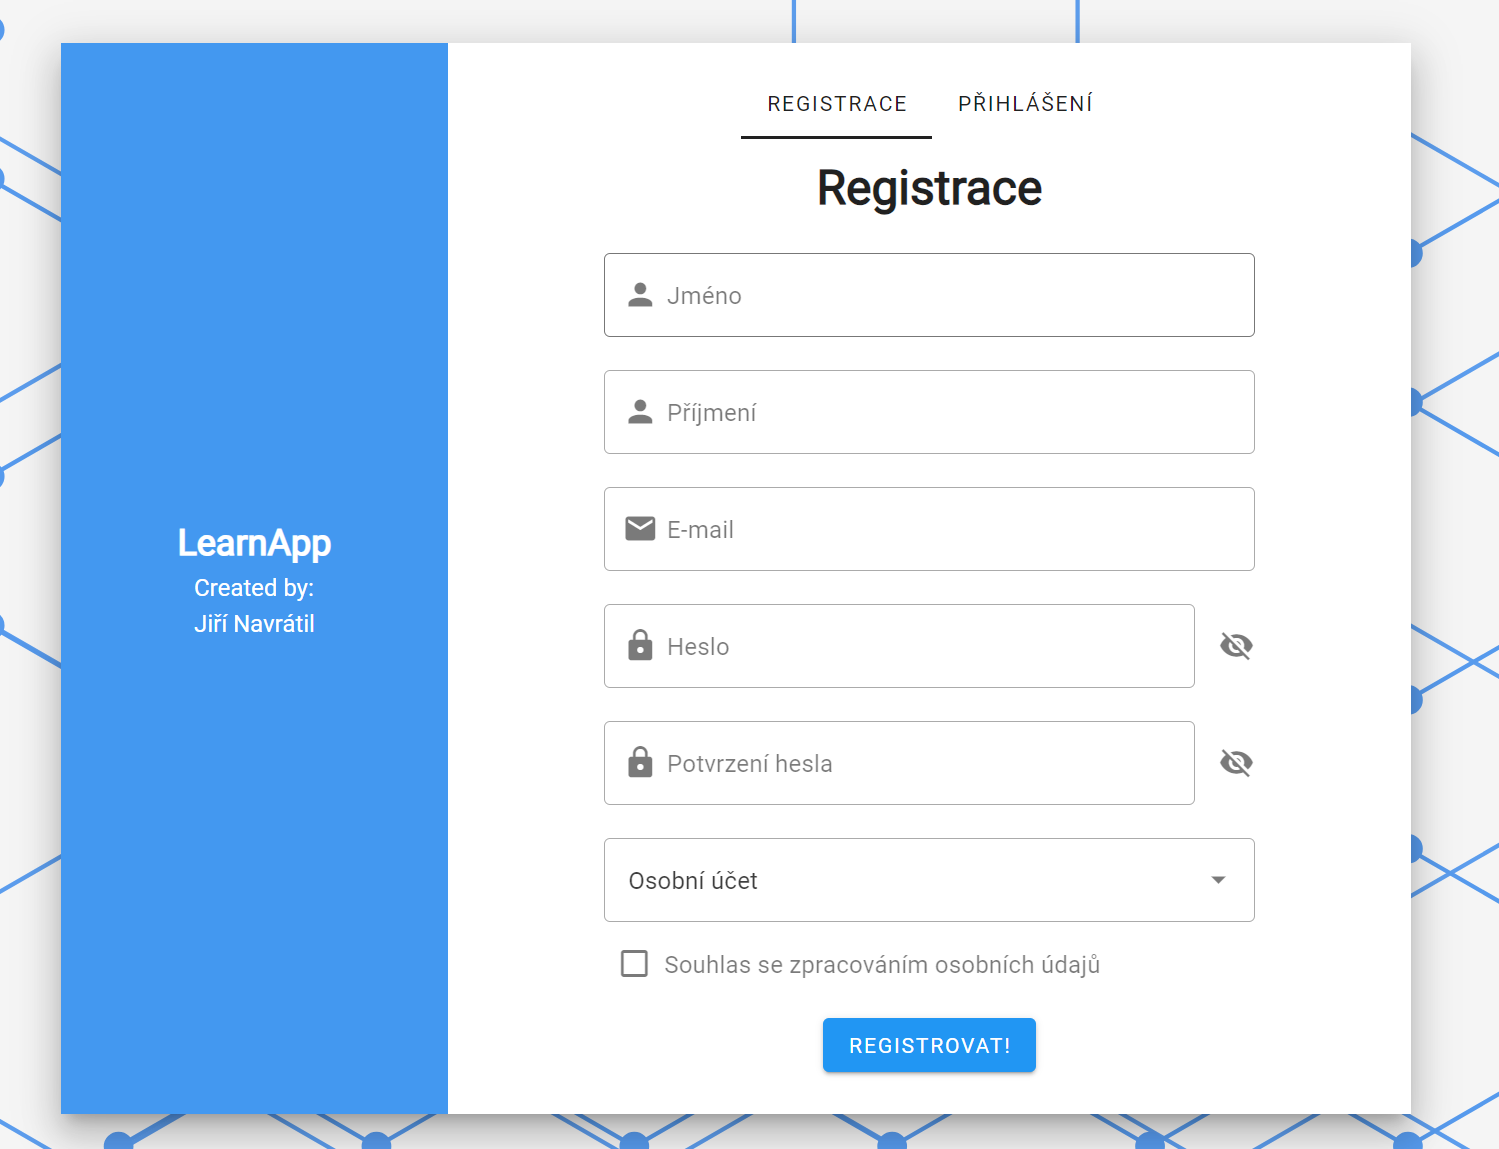 REGISTRACE PŘIHLÁŠENÍ
Registrace
Jméno
Příjmení
E-mail
Heslo
Potvrzení hesla
Osobní účet
Souhlas se zpracováním osobních údajů
REGISTROVAT!
LearnApp
Created by:
Jiří Navrátil